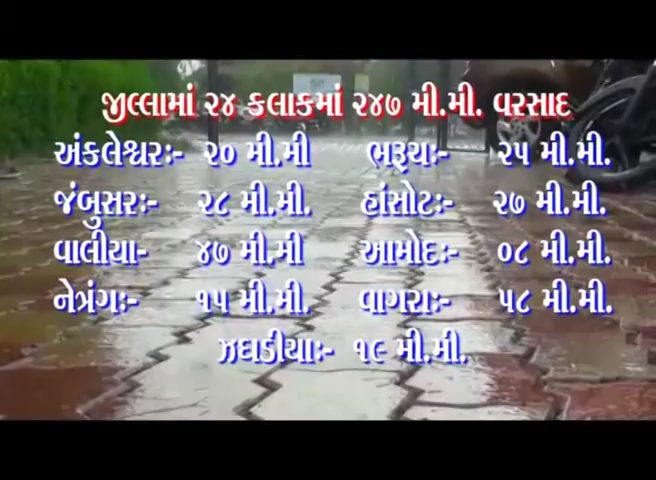 જીલ્લામાં ૨૪ કલાકમાં ૨૪૭ મી.મી. વરસાદ
અંકલેશ્વરઃ- ૨૦ મી.મી ભરૂચઃ- ૨૫ મી.મી.
જંબુસરઃ- ૨૮ મી.મી. હાંસોટઃ- ૨૭ મી.મી.
વાલીયા- ૪૭ મી.મી આમોદઃ- ૦૮ મી.મી.
નેત્રંગઃ- ૧૫ મી.મી. વાગરાઃ- ૫૮ મી.મી.
ઝઘાડીયાઃ- ૧૯ મી.મી.